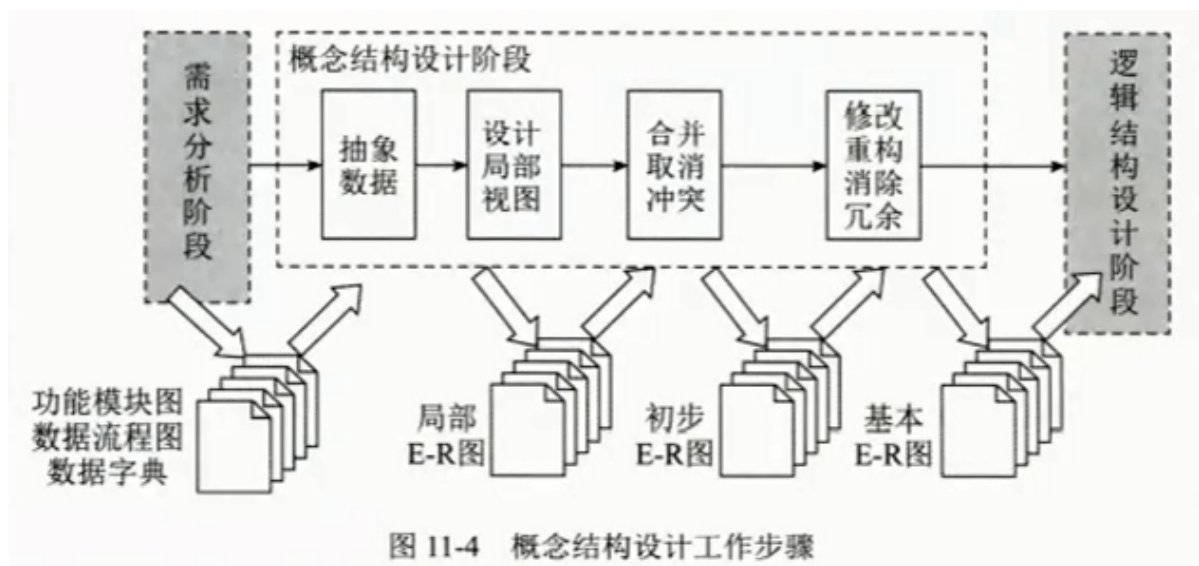 需求分析阶段
概念结构设计阶段
抽象
数据
设计
局部
视图
合并
取消
冲突
修改
重构
消除
冗余
逻辑结构设计阶段
功能模块图
数据流程图
数据字典
局部
E-R图
初步
E-R图
基本
E-R图
图 11-4 概念结构设计工作步骤